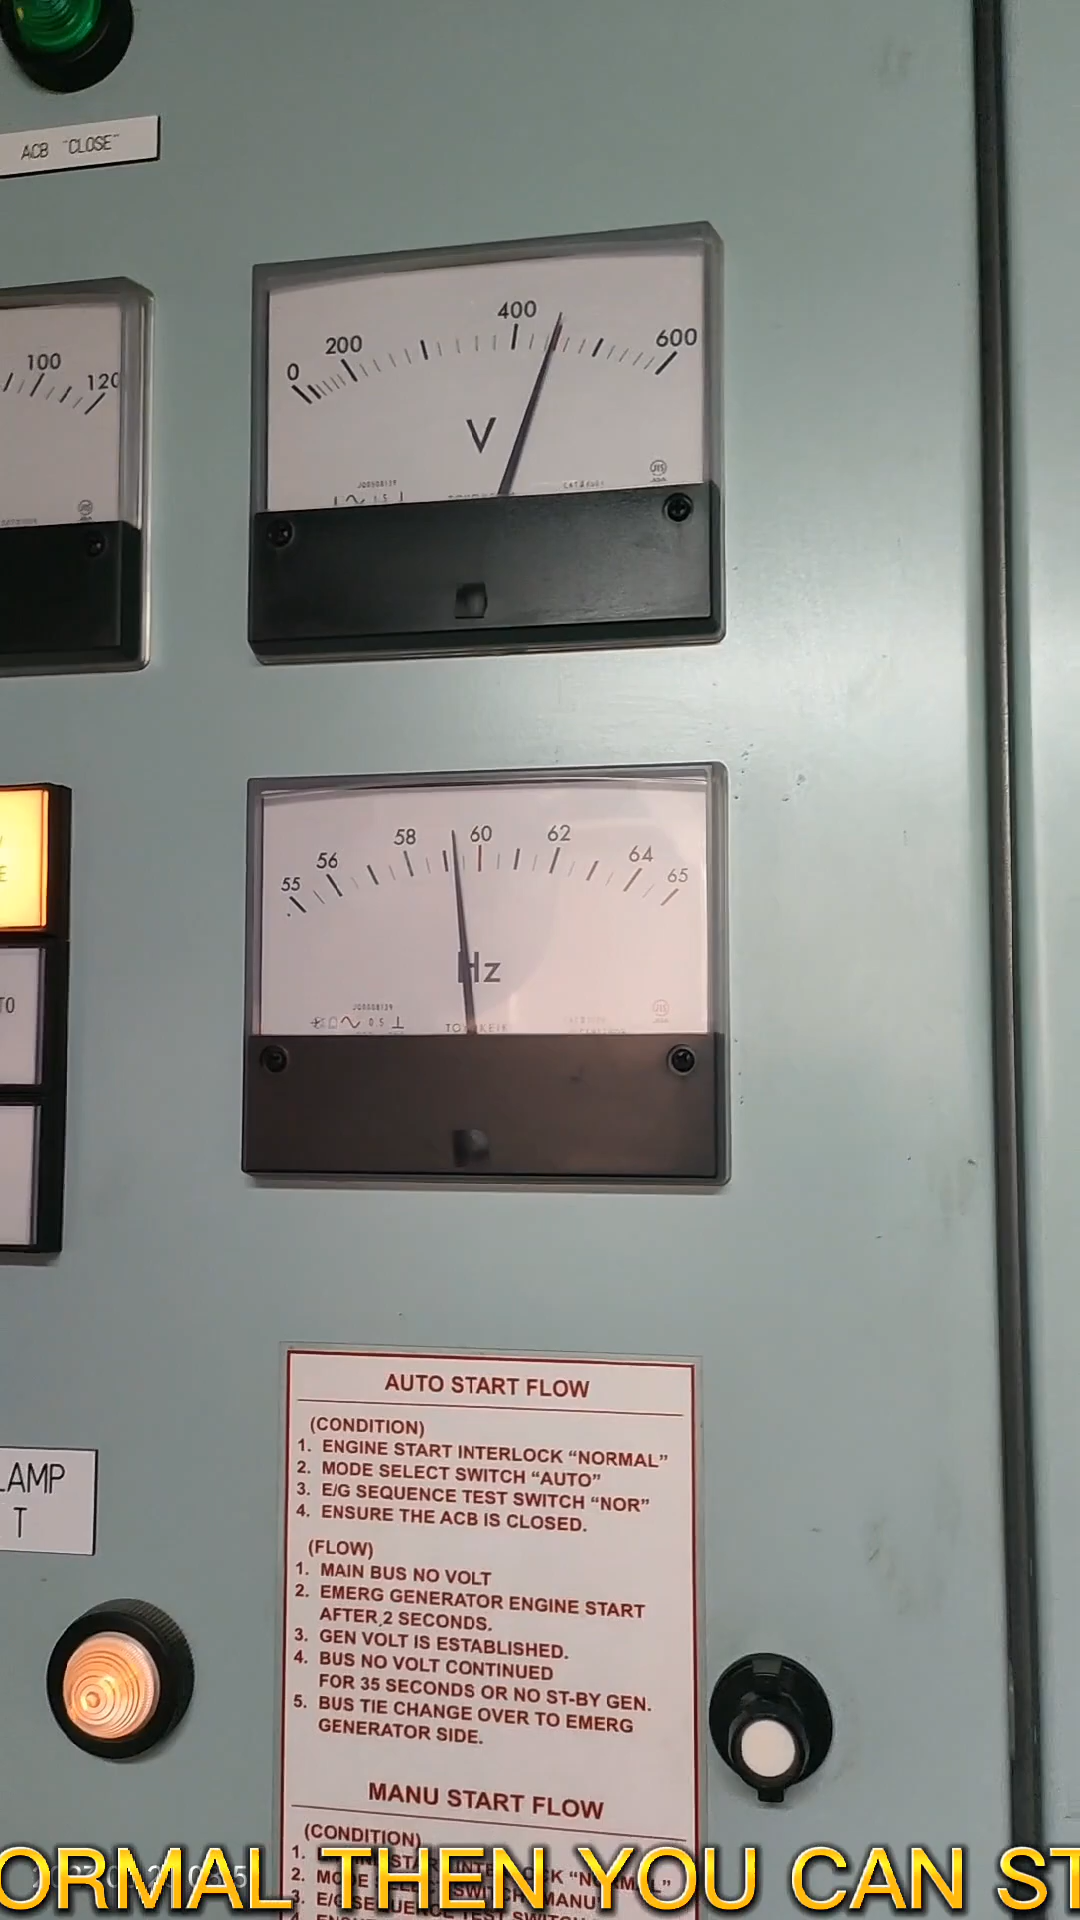 ACB "CLOSE"
100
120
0 200 400 600
V
55 56 58 60 62 64 65
Hz
0.5
AUTO START FLOW
(CONDITION)
1. ENGINE START INTERLOCK “NORMAL”
2. MODE SELECT SWITCH “AUTO”
3. E/G SEQUENCE TEST SWITCH “NOR”
4. ENSURE THE ACB IS CLOSED.
(FLOW)
1. MAIN BUS NO VOLT
2. EMERG GENERATOR ENGINE START
AFTER 2 SECONDS.
3. GEN VOLT IS ESTABLISHED.
4. BUS NO VOLT CONTINUED
FOR 35 SECONDS OR NO ST-BY GEN.
5. BUS TIE CHANGE OVER TO EMERG
GENERATOR SIDE.
LAMP
T
MANU START FLOW
(CONDITION)
ORMAL THEN YOU CAN ST